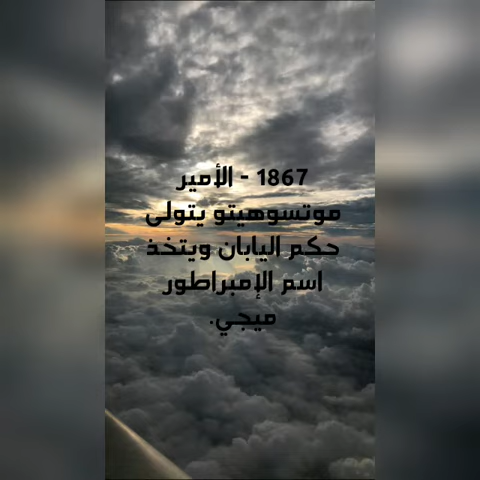 1867 - الأمير
موتسوهيتو يتولى
حكم اليابان ويتخذ
اسم الإمبراطور
ميجي.